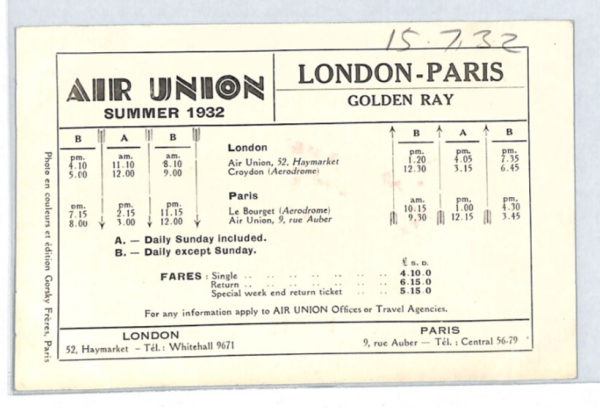 15.7.32
AIR UNION
SUMMER 1932
LONDON-PARIS
GOLDEN RAY
B A B B A B
pm. am. am. London pm. pm. pm.
4.10 11.10 8.10 Air Union, 52, Haymarket 1.20 4.05 7.35
5.00 12.00 9.00 Croydon (Aerodrome) 12.30 3.15 6.45
Paris
pm. pm. am. am. pm. pm.
7.15 2.15 11.15 Le Bourget (Aerodrome) 10.15 1.00 4.30
8.00 3.00 12.00 Air Union, 9, rue Auber 9.30 12.15 3.45
A. — Daily Sunday included.
B. — Daily except Sunday.
£ S. D.
FARES : Single .. .. .. .. .. .. .. 4.10.0
Return .. .. .. .. .. .. .. 6.15.0
Special week end return ticket .. .. 5.15.0
For any information apply to AIR UNION Offices or Travel Agencies.
LONDON
52, Haymarket – Tél.: Whitehall 9671
PARIS
9, rue Auber — Tél. : Central 56-79
Photo en couleurs et édition Gorsky Frères, Paris